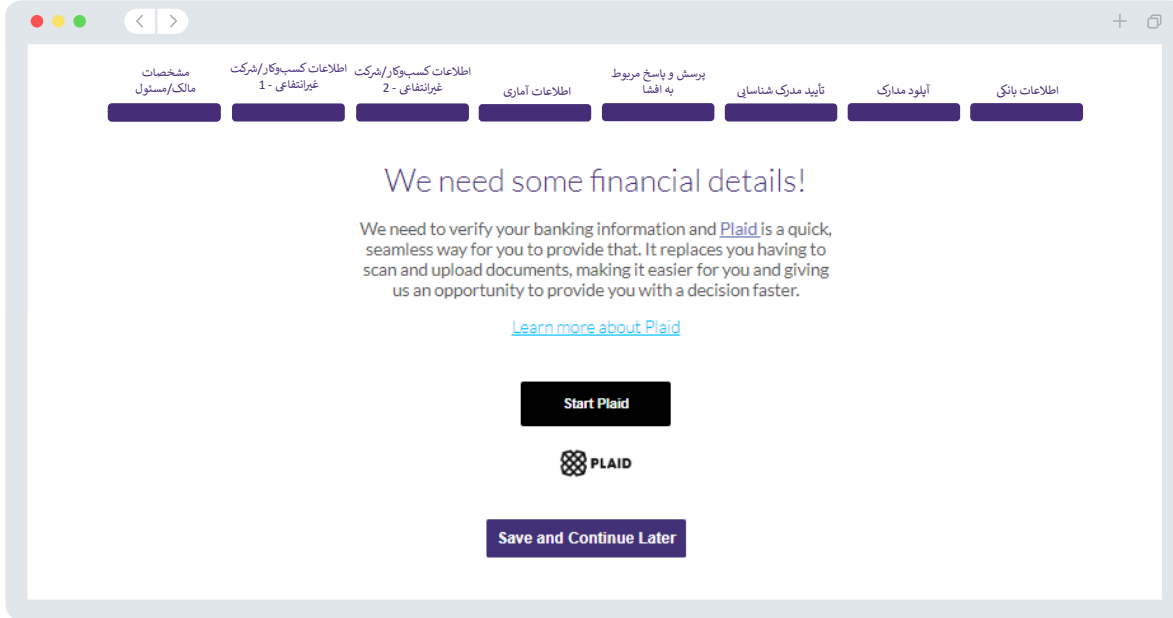 مشخصات
مالک/مسئول
اطلاعات کسب‌وکار/شرکت
غیرانتفاعی - 1
اطلاعات کسب‌وکار/شرکت
غیرانتفاعی - 2
اطلاعات آماری
پرسش و پاسخ مربوط
به افشا
تأیید مدرک شناسایی
آپلود مدارک
اطلاعات بانکی
We need some financial details!
We need to verify your banking information and Plaid is a quick,
seamless way for you to provide that. It replaces you having to
scan and upload documents, making it easier for you and giving
us an opportunity to provide you with a decision faster.
Learn more about Plaid
Start Plaid
PLAID
Save and Continue Later